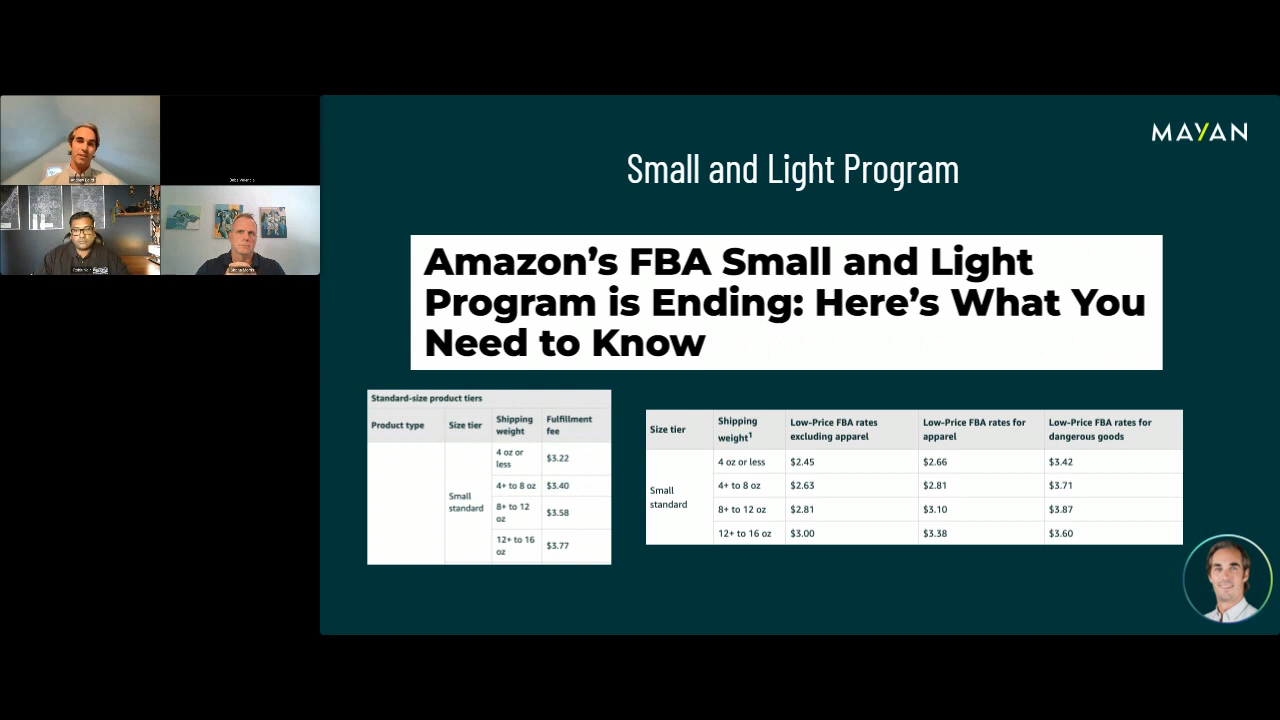 MAYAN
Small and Light Program
Amazon's FBA Small and Light
Program is Ending: Here's What You
Need to Know
Standard-size product tiers
Product type
Size tier
Shipping
weight
Fulfillment
fee
Small
standard
4 oz or
less
$3.22
4+ to 8 oz
$3.40
8+ to 12
oz
$3.58
12+ to 16
oz
$3.77
Size tier
Shipping
weight1
Low-Price FBA rates
excluding apparel
Low-Price FBA rates for
apparel
Low-Price FBA rates for
dangerous goods
Small
standard
4 oz or less
$2.45
$2.66
$3.42
4+ to 8 oz
$2.63
$2.81
$3.71
8+ to 12 oz
$2.81
$3.10
$3.87
12+ to 16 oz
$3.00
$3.38
$3.60